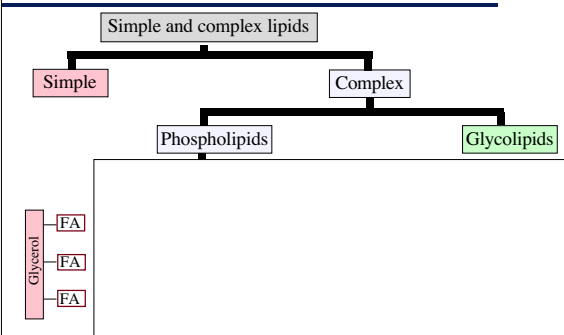 Simple and complex lipids
Simple
Complex
Phospholipids
Glycolipids
Glycerol
FA
FA
FA